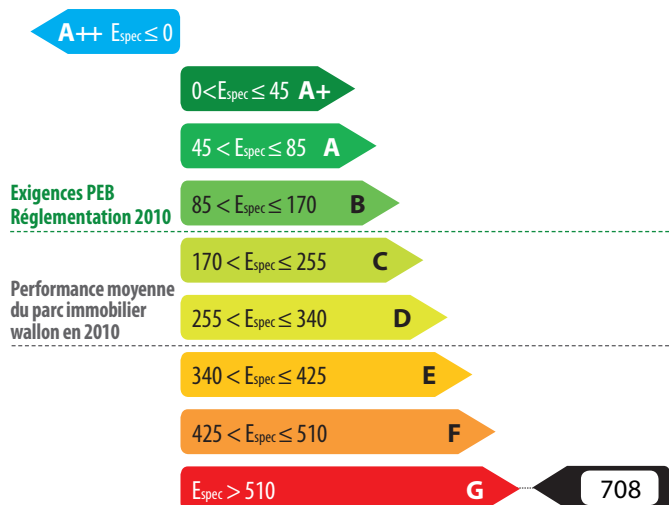 A++ Espec ≤ 0
0<Espec ≤ 45 A+
45 < Espec ≤ 85 A
Exigences PEB
Réglementation 2010
85 < Espec ≤ 170 B
170 < Espec ≤ 255 C
Performance moyenne
du parc immobilier
wallon en 2010
255 < Espec ≤ 340 D
340 < Espec ≤ 425 E
425 < Espec ≤ 510 F
Espec > 510 G 708